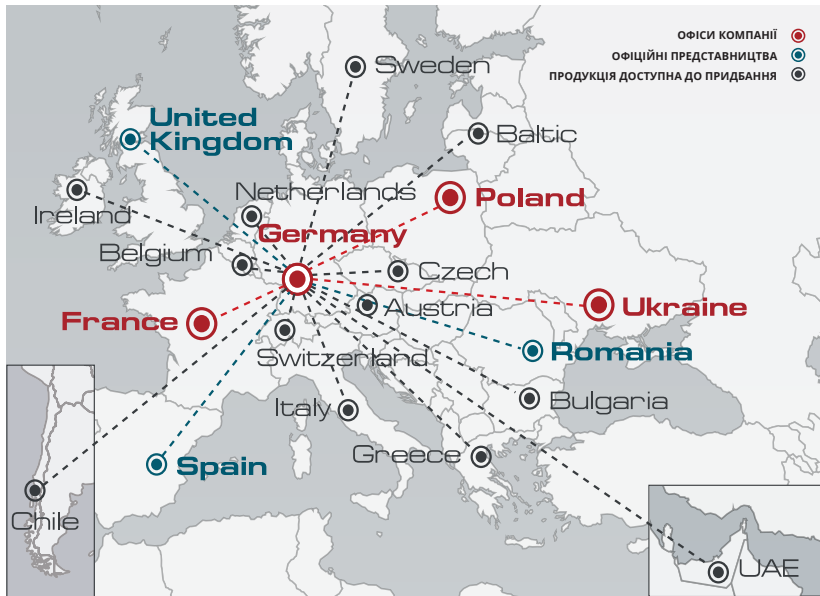 ОФІСИ КОМПАНІЇ
ОФІЦІЙНІ ПРЕДСТАВНИЦТВА
ПРОДУКЦІЯ ДОСТУПНА ДО ПРИДБАННЯ
Sweden
United
Kingdom
Baltic
Netherlands
Poland
Ireland
Germany
Belgium
Czech
France
Austria
Ukraine
Switzerland
Romania
Italy
Bulgaria
Greece
Spain
Chile
UAE